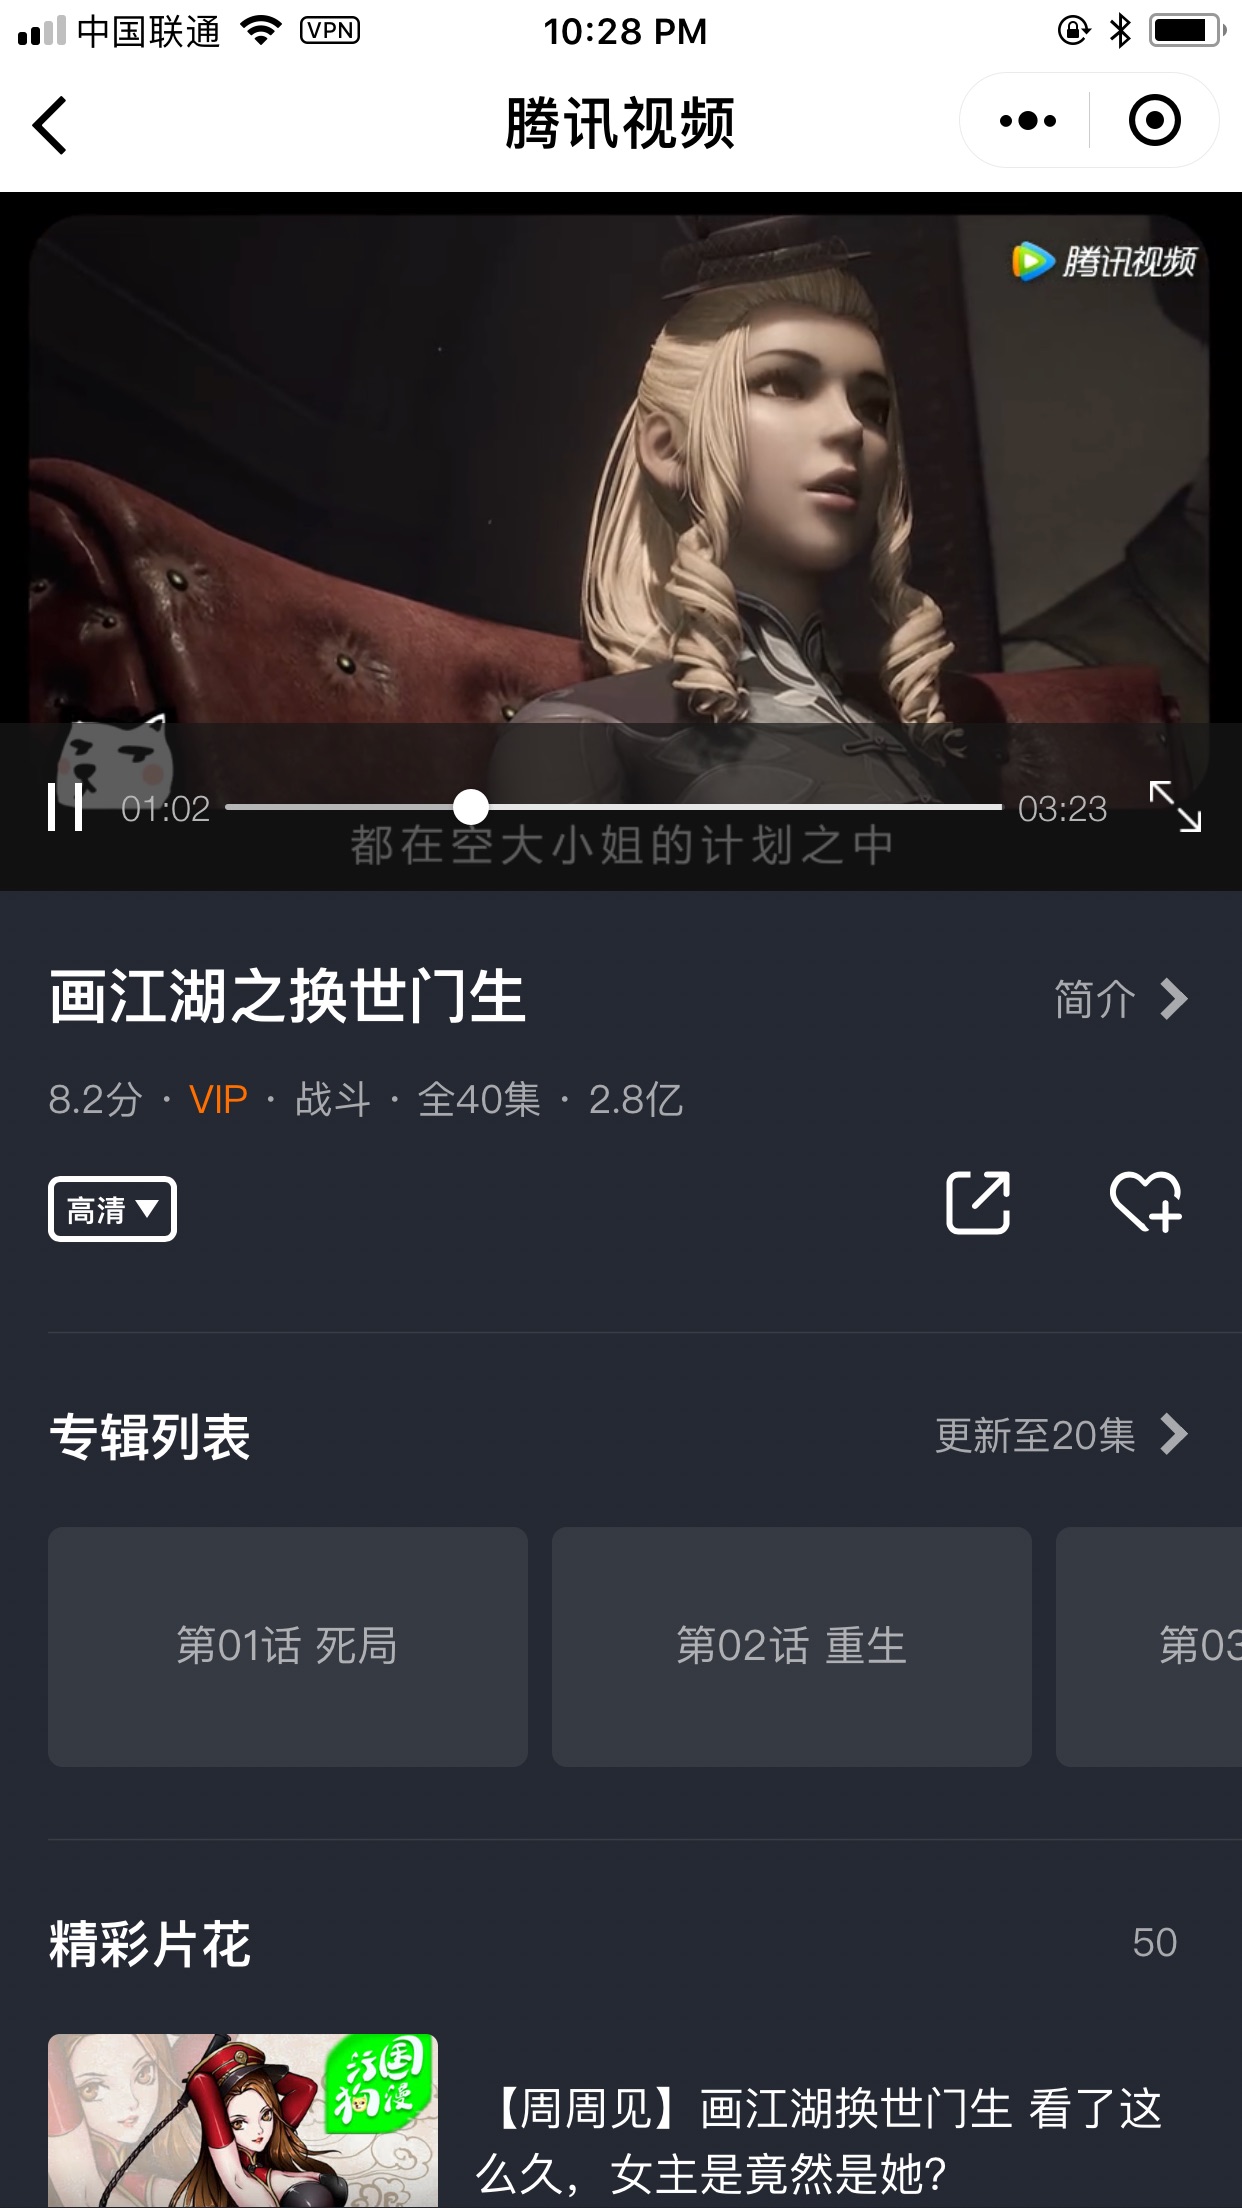 中国联通 VPN 10:28 PM
腾讯视频
腾讯视频
01:02 03:23
都在空大小姐的计划之中
画江湖之换世门生 简介
8.2分 · VIP · 战斗 · 全40集 · 2.8亿
高清
专辑列表 更新至20集
第01话 死局 第02话 重生 第03
精彩片花 50
国漫
【周周见】画江湖换世门生 看了这
么久，女主是竟然是她？